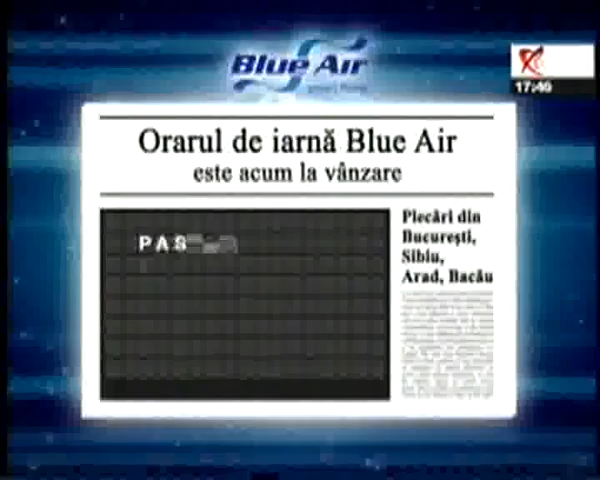 Blue Air
17:46
Orarul de iarnă Blue Air
este acum la vânzare
PAS
Plecări din
București,
Sibiu,
Arad, Bacău